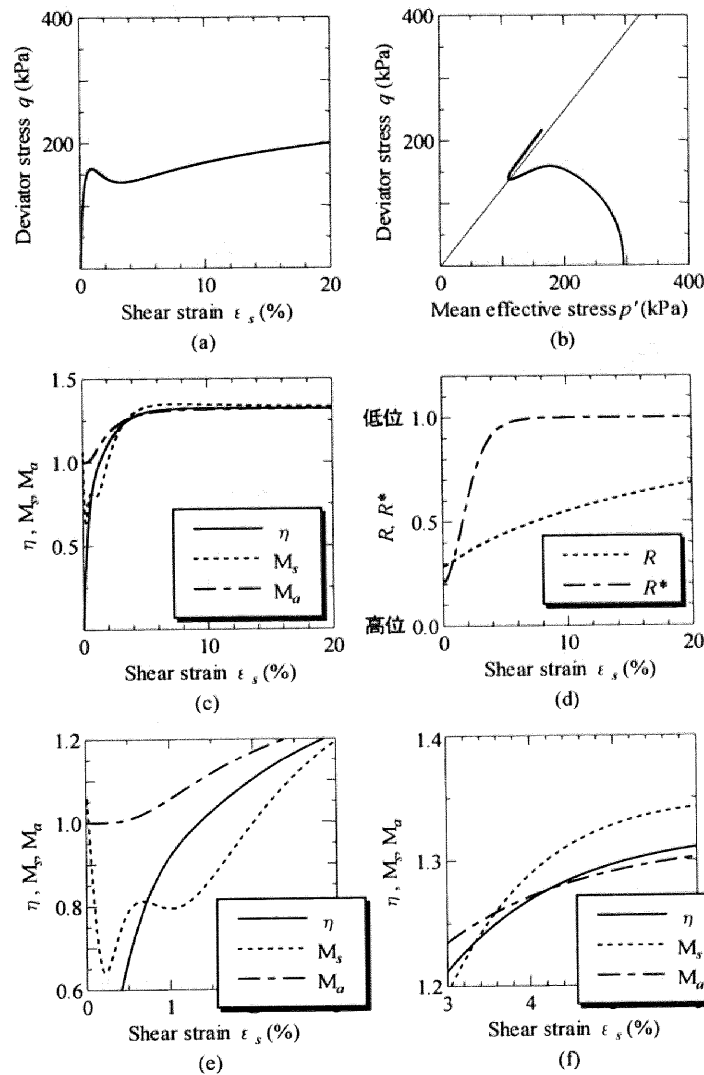 Deviator stress q (kPa)
400
200
0
0
10
20
Shear strain ε s (%)
(a)
Deviator stress q (kPa)
400
200
0
0
200
400
Mean effective stress p′(kPa)
(b)
η , Ms, Ma
1.5
1.0
0.5
0
10
20
η
Ms
Ma
Shear strain ε s (%)
(c)
R, R*
低位
1.0
0.5
高位
0.0
0
10
20
R
R*
Shear strain ε s (%)
(d)
η , Ms, Ma
1.2
1.0
0.8
0.6
0
1
η
Ms
Ma
Shear strain ε s (%)
(e)
η , Ms, Ma
1.4
1.3
1.2
3
4
η
Ms
Ma
Shear strain ε s (%)
(f)